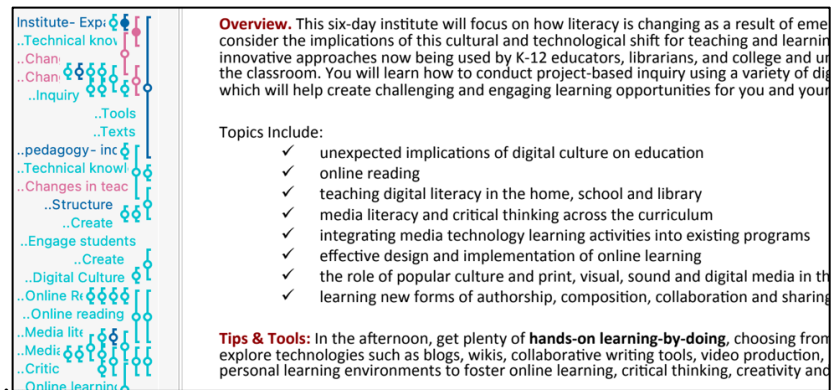 Institute- Expa
..Technical knov
..Chan
..Chan
..Inquiry
..Tools
..Texts
..pedagogy- inc
..Technical knowl
..Changes in teac
..Structure
..Create
..Engage students
..Create
..Digital Culture
..Online Re
..Online reading
..Media lite
..Media
..Critic
Online learning
Overview. This six-day institute will focus on how literacy is changing as a result of eme
consider the implications of this cultural and technological shift for teaching and learnin
innovative approaches now being used by K-12 educators, librarians, and college and ur
the classroom. You will learn how to conduct project-based inquiry using a variety of dig
which will help create challenging and engaging learning opportunities for you and your
Topics Include:
✓ unexpected implications of digital culture on education
✓ online reading
✓ teaching digital literacy in the home, school and library
✓ media literacy and critical thinking across the curriculum
✓ integrating media technology learning activities into existing programs
✓ effective design and implementation of online learning
✓ the role of popular culture and print, visual, sound and digital media in th
✓ learning new forms of authorship, composition, collaboration and sharing
Tips & Tools: In the afternoon, get plenty of hands-on learning-by-doing, choosing from
explore technologies such as blogs, wikis, collaborative writing tools, video production,
personal learning environments to foster online learning, critical thinking, creativity and